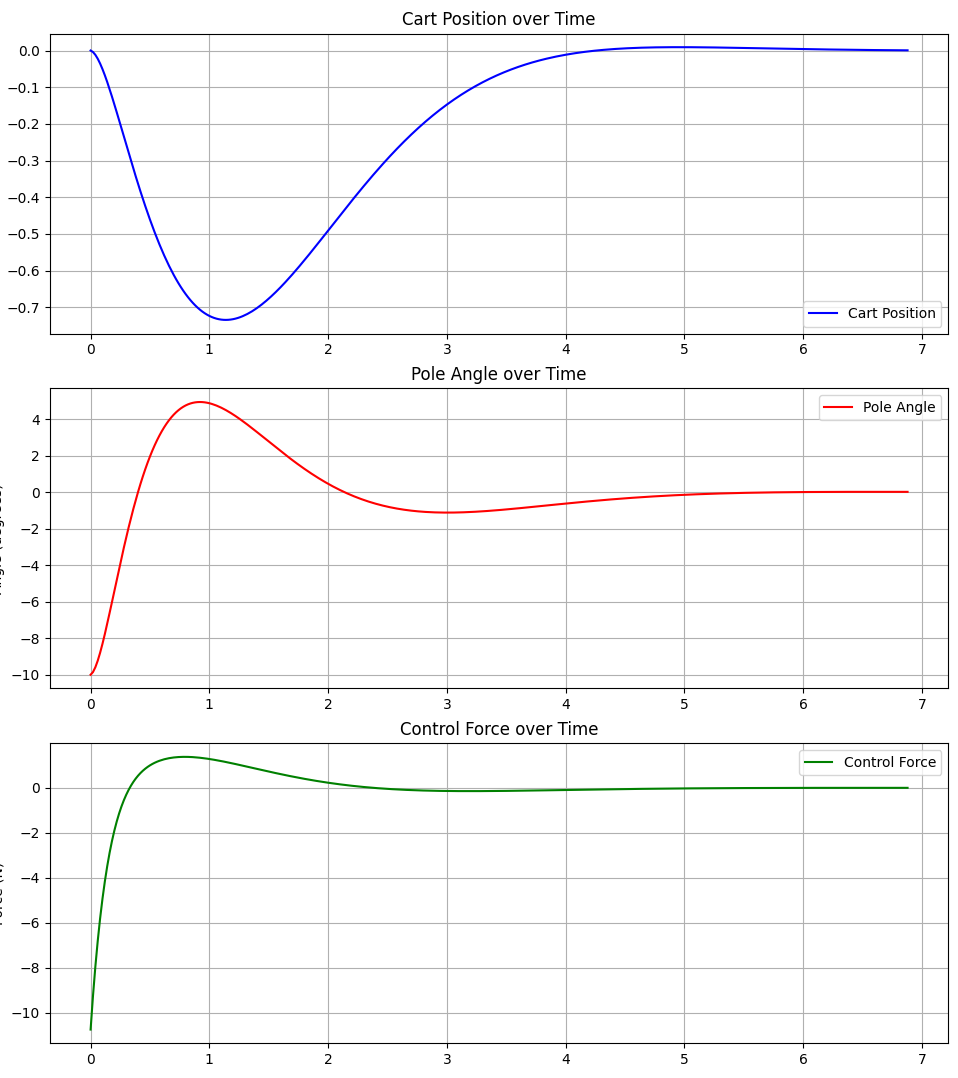 Cart Position over Time
0.0
−0.1
−0.2
−0.3
−0.4
−0.5
−0.6
−0.7
Cart Position
0 1 2 3 4 5 6 7
Pole Angle over Time
4
2
0
−2
−4
−6
−8
−10
Pole Angle
0 1 2 3 4 5 6 7
Control Force over Time
0
−2
−4
−6
−8
−10
Control Force
0 1 2 3 4 5 6 7